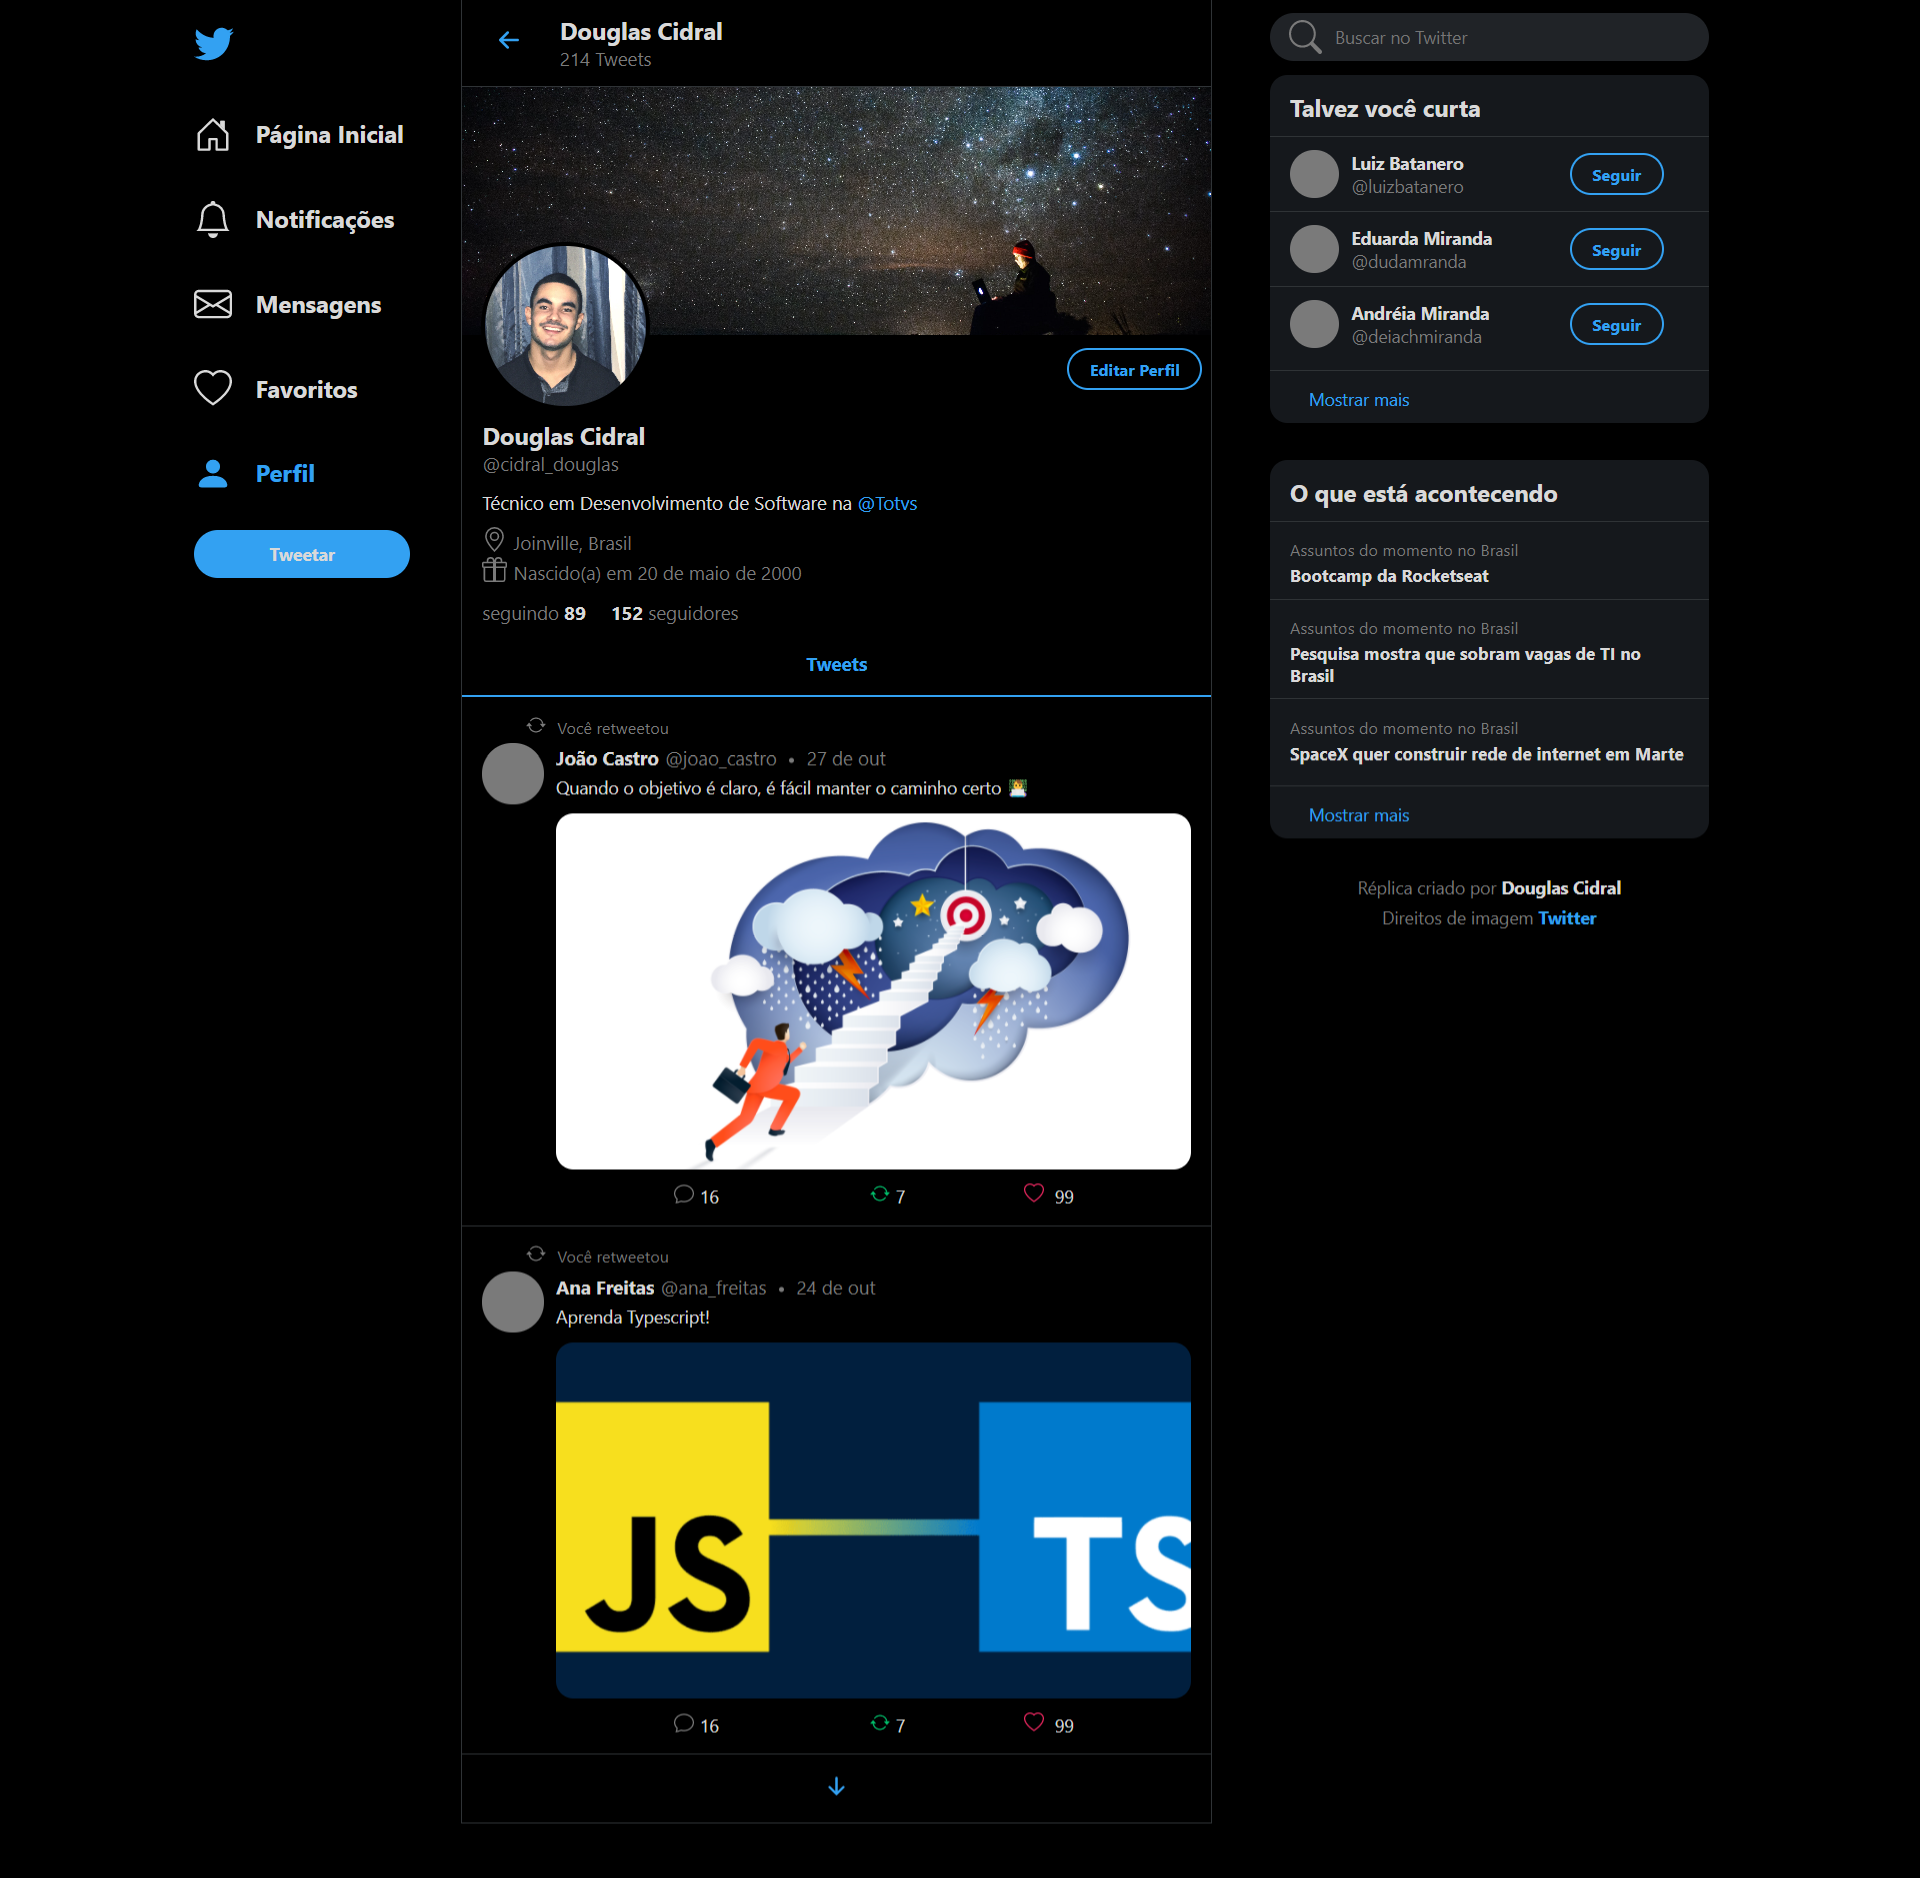 Página Inicial
Notificações
Mensagens
Favoritos
Perfil
Tweetar
Douglas Cidral
214 Tweets
Editar Perfil
Douglas Cidral
@cidral_douglas
Técnico em Desenvolvimento de Software na @Totvs
Joinville, Brasil
Nascido(a) em 20 de maio de 2000
seguindo 89 152 seguidores
Tweets
Você retweetou
João Castro @joao_castro • 27 de out
Quando o objetivo é claro, é fácil manter o caminho certo 👨‍💻
16 7 99
Você retweetou
Ana Freitas @ana_freitas • 24 de out
Aprenda Typescript!
JS TS
16 7 99
Buscar no Twitter
Talvez você curta
Luiz Batanero
@luizbatanero
Seguir
Eduarda Miranda
@dudamranda
Seguir
Andréia Miranda
@deiachmiranda
Seguir
Mostrar mais
O que está acontecendo
Assuntos do momento no Brasil
Bootcamp da Rocketseat
Assuntos do momento no Brasil
Pesquisa mostra que sobram vagas de TI no
Brasil
Assuntos do momento no Brasil
SpaceX quer construir rede de internet em Marte
Mostrar mais
Réplica criado por Douglas Cidral
Direitos de imagem Twitter